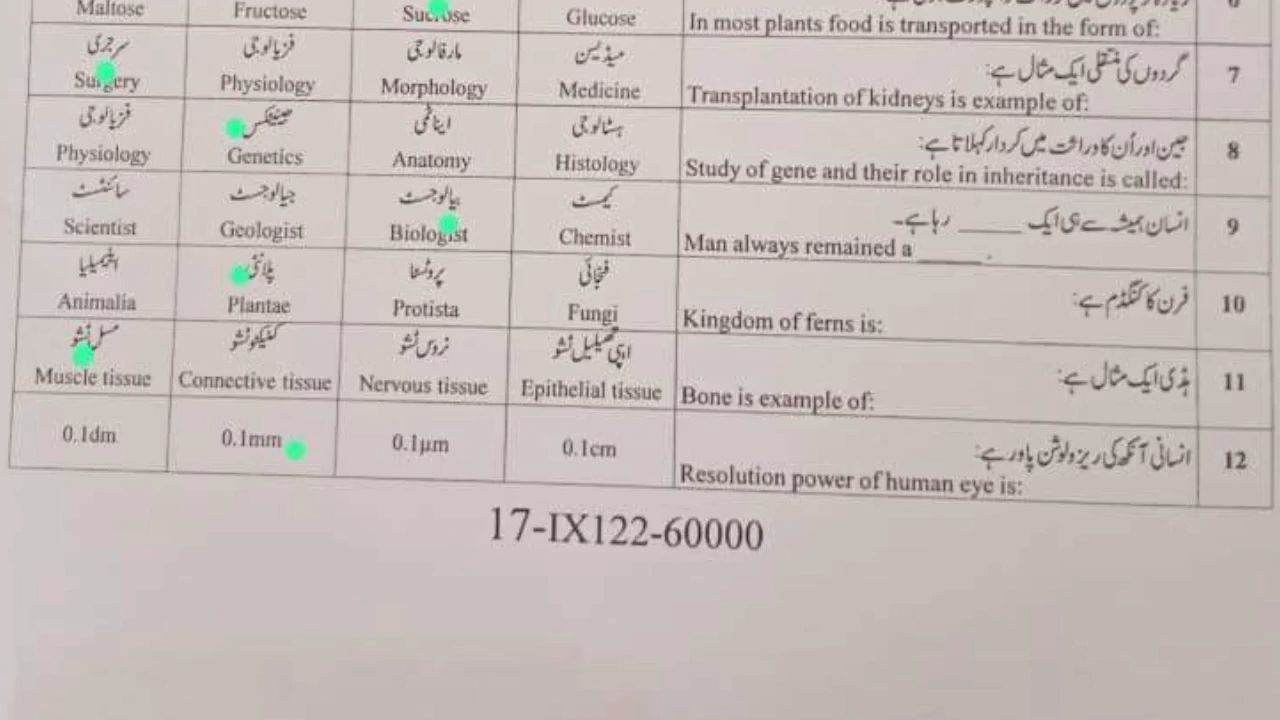 Maltose Fructose Sucrose Glucose
In most plants food is transported in the form of:
6
سرجری فزیالوجی مارفالوجی میڈیسن
گردوں کی منتقلی ایک مثال ہے:
7
Surgery Physiology Morphology Medicine
Transplantation of kidneys is example of:
فزیالوجی جینیٹکس اناٹمی ہسٹالوجی
جین اور اُن کا وراثت میں کردار کہلاتا ہے:
8
Physiology Genetics Anatomy Histology
Study of gene and their role in inheritance is called:
سائنٹسٹ جیالوجسٹ بیالوجسٹ کیمسٹ
انسان ہمیشہ سے ہی ایک _____ رہا ہے۔
9
Scientist Geologist Biologist Chemist
Man always remained a ______.
اینیمیلیا پلانٹی پروٹسٹا فنجائی
فرن کا کنگڈم ہے:
10
Animalia Plantae Protista Fungi
Kingdom of ferns is:
مسل ٹشو کنیکٹو ٹشو نروس ٹشو ایپی تھیلیل ٹشو
ہڈی ایک مثال ہے:
11
Muscle tissue Connective tissue Nervous tissue Epithelial tissue
Bone is example of:
0.1dm 0.1mm 0.1µm 0.1cm
انسانی آنکھ کی ریزولوشن پاور ہے:
12
Resolution power of human eye is:
17-IX122-60000